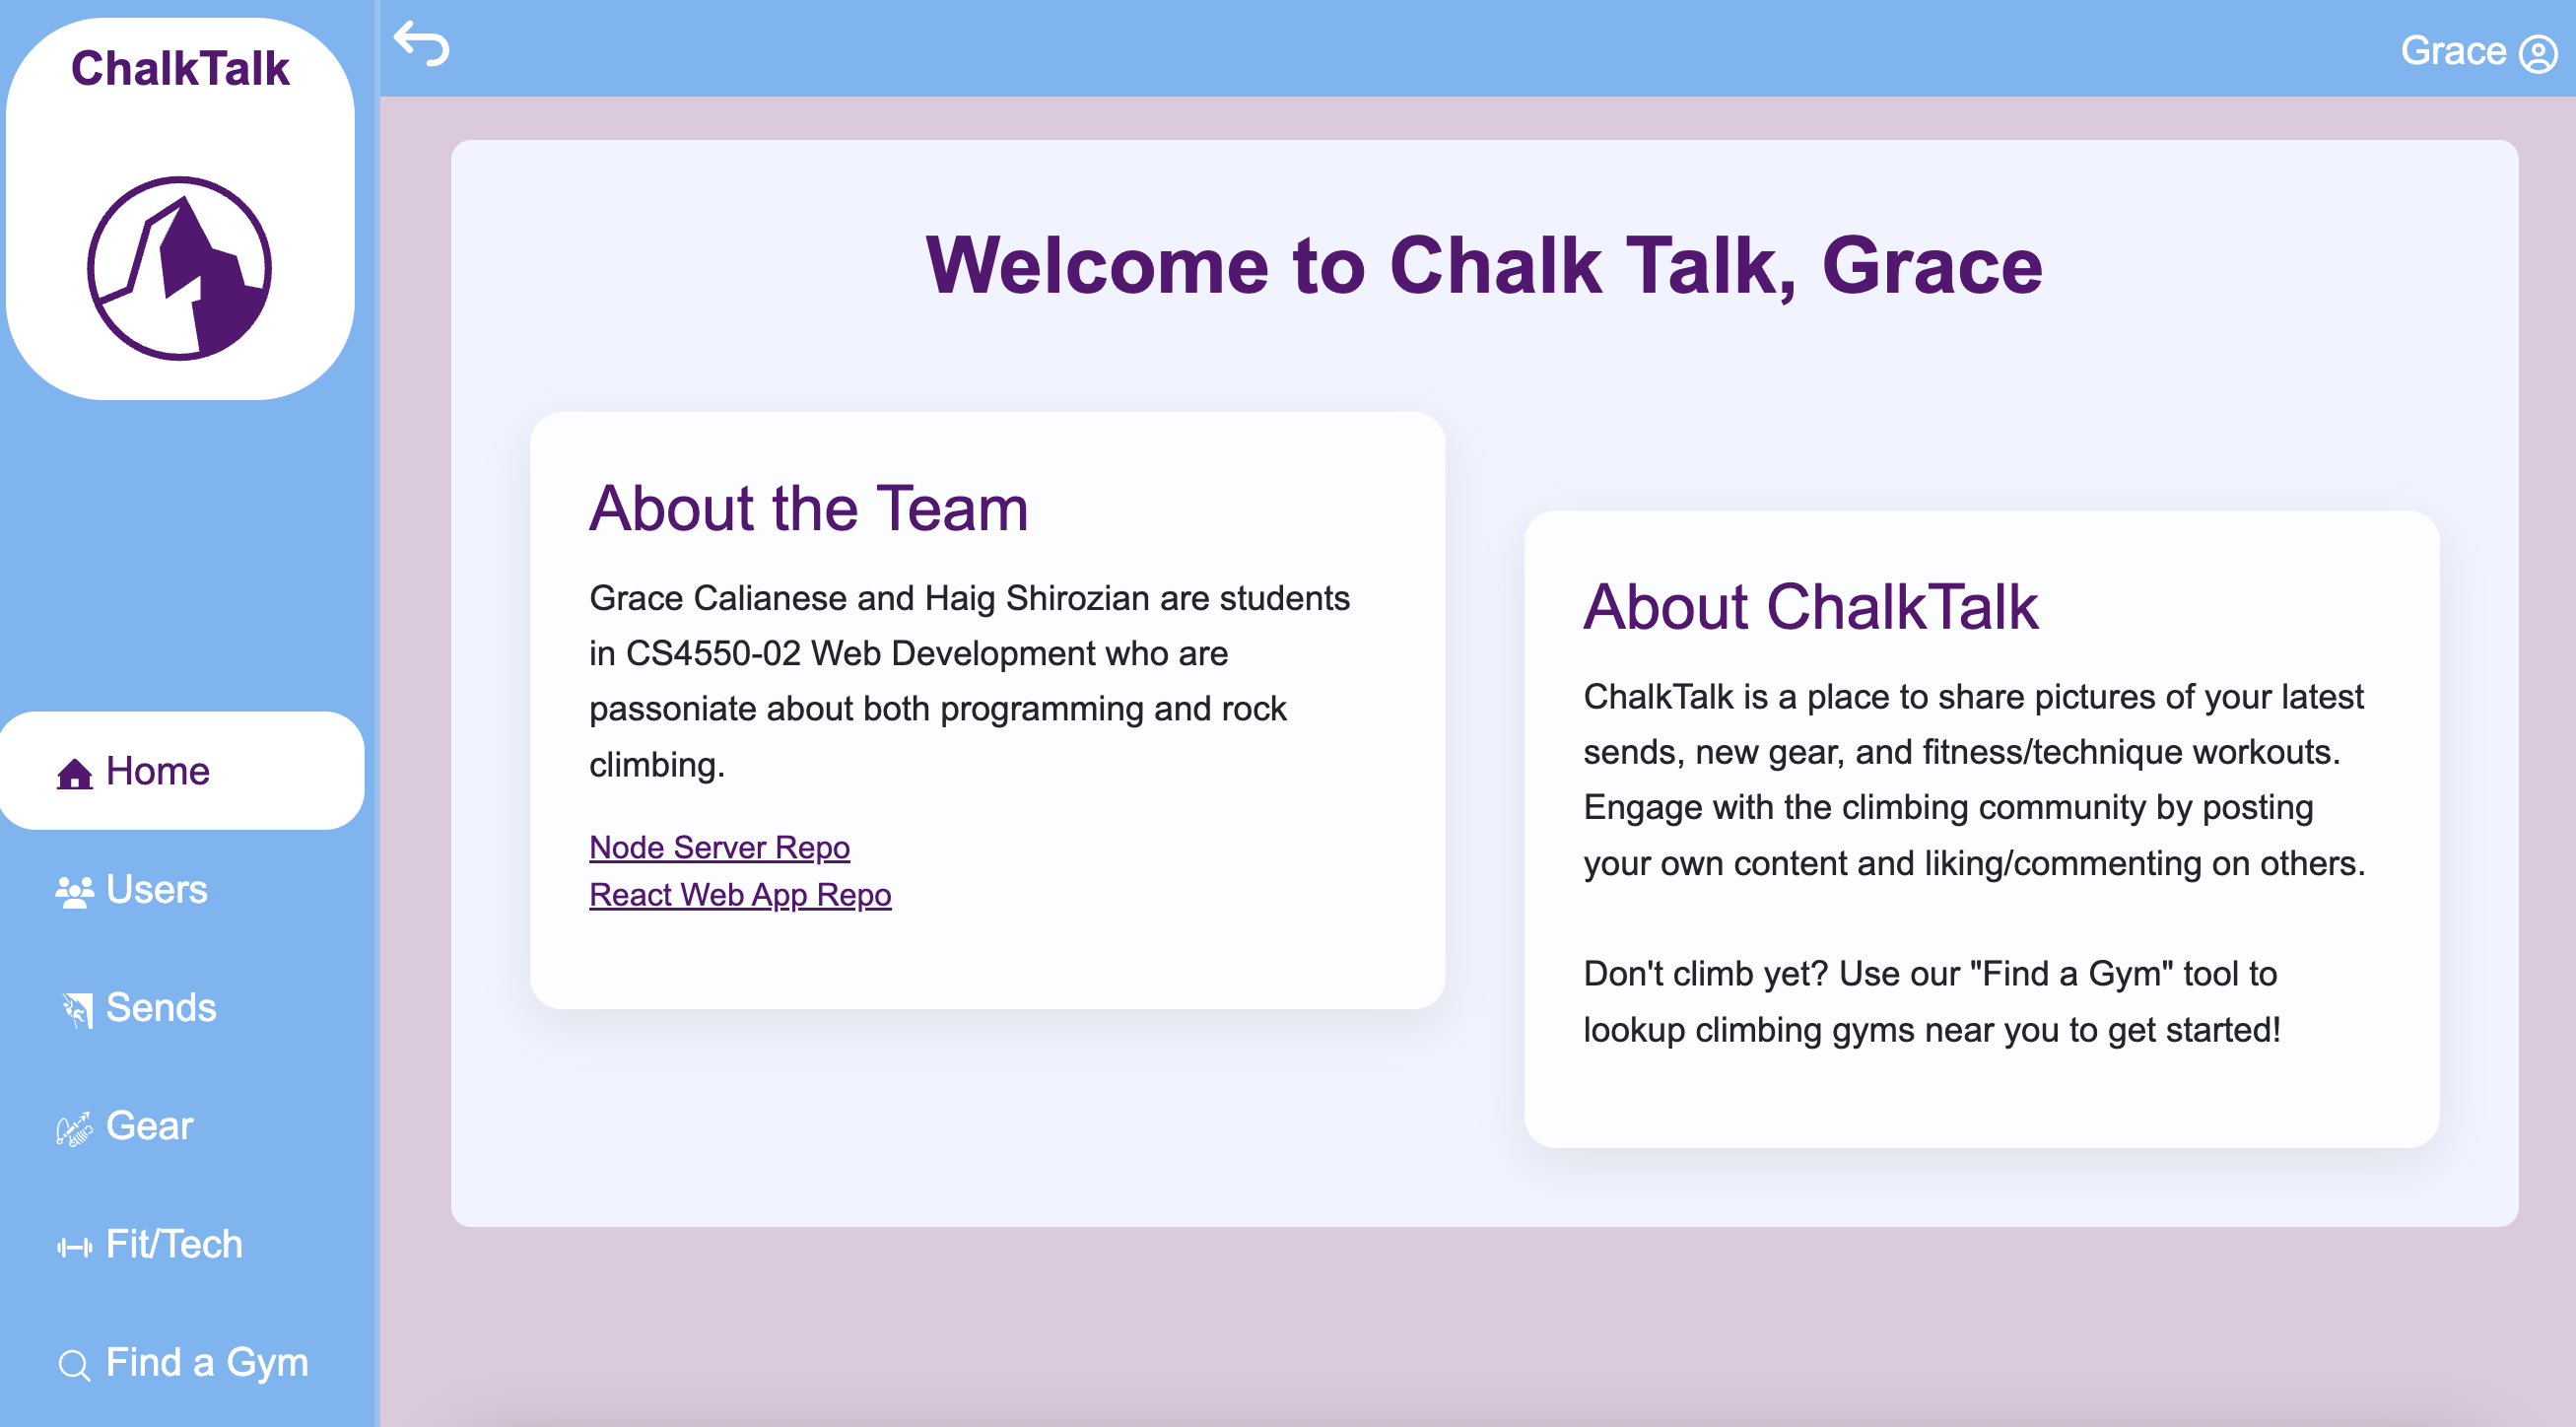 ChalkTalk
Grace
Welcome to Chalk Talk, Grace
About the Team
Grace Calianese and Haig Shirozian are students
in CS4550-02 Web Development who are
passoniate about both programming and rock
climbing.
Node Server Repo
React Web App Repo
About ChalkTalk
ChalkTalk is a place to share pictures of your latest
sends, new gear, and fitness/technique workouts.
Engage with the climbing community by posting
your own content and liking/commenting on others.
Don't climb yet? Use our "Find a Gym" tool to
lookup climbing gyms near you to get started!
Home
Users
Sends
Gear
Fit/Tech
Find a Gym